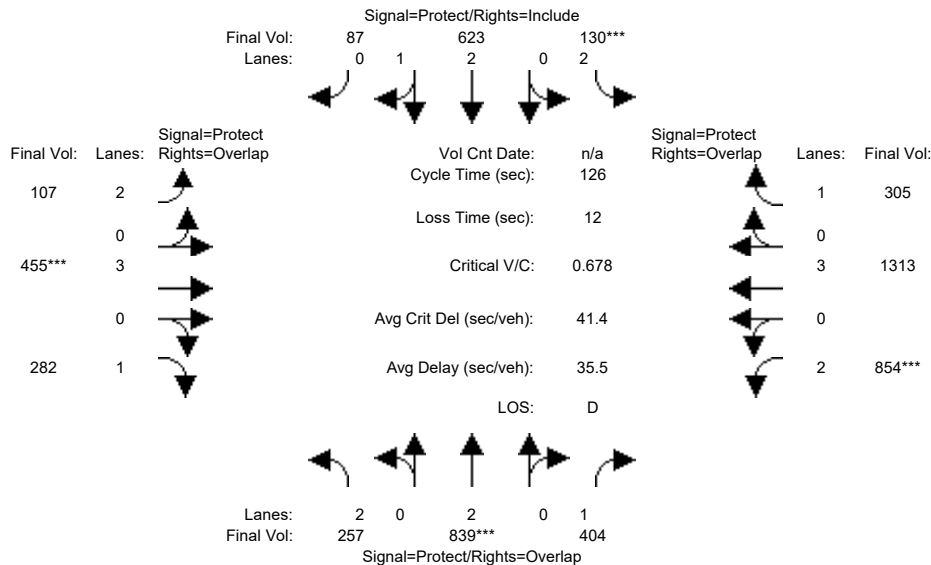 Signal=Protect/Rights=Include
Final Vol: 87 623 130***
Lanes: 0 1 2 0 2
Signal=Protect
Final Vol: Lanes: Rights=Overlap
Vol Cnt Date: n/a
Signal=Protect
Rights=Overlap Lanes: Final Vol:
Cycle Time (sec): 126
107 2
1 305
Loss Time (sec): 12
0
0
455*** 3
Critical V/C: 0.678
3 1313
0
Avg Crit Del (sec/veh): 41.4
0
282 1
Avg Delay (sec/veh): 35.5
2 854***
LOS: D
Lanes: 2 0 2 0 1
Final Vol: 257 839*** 404
Signal=Protect/Rights=Overlap